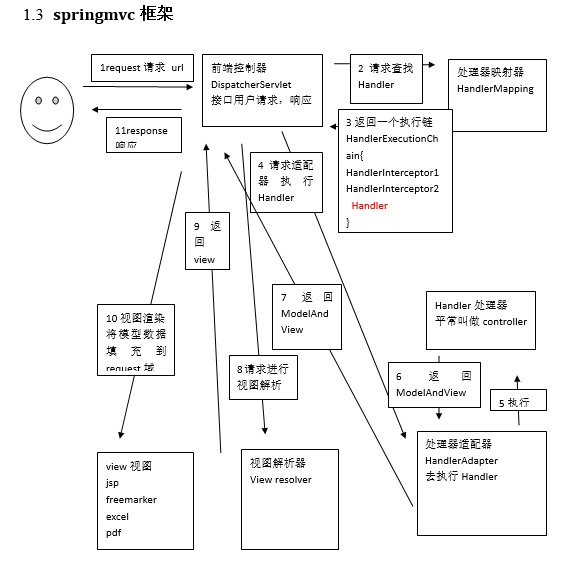 1.3 springmvc 框架
1request 请求 url
前端控制器
DispatcherServlet
接口用户请求，响应
2 请求查找
Handler
处理器映射器
HandlerMapping
11response
响应
3 返回一个执行链
HandlerExecutionCh
ain{
HandlerInterceptor1
HandlerInterceptor2
Handler
}
4 请求适配
器执行
Handler
9 返
回
view
7 返回
ModelAnd
View
Handler 处理器
平常叫做 controller
10 视图渲染
将模型数据
填充到
request 域
8 请求进行
视图解析
6 返回
ModelAndView
5 执行
view 视图
jsp
freemarker
excel
pdf
视图解析器
View resolver
处理器适配器
HandlerAdapter
去执行 Handler